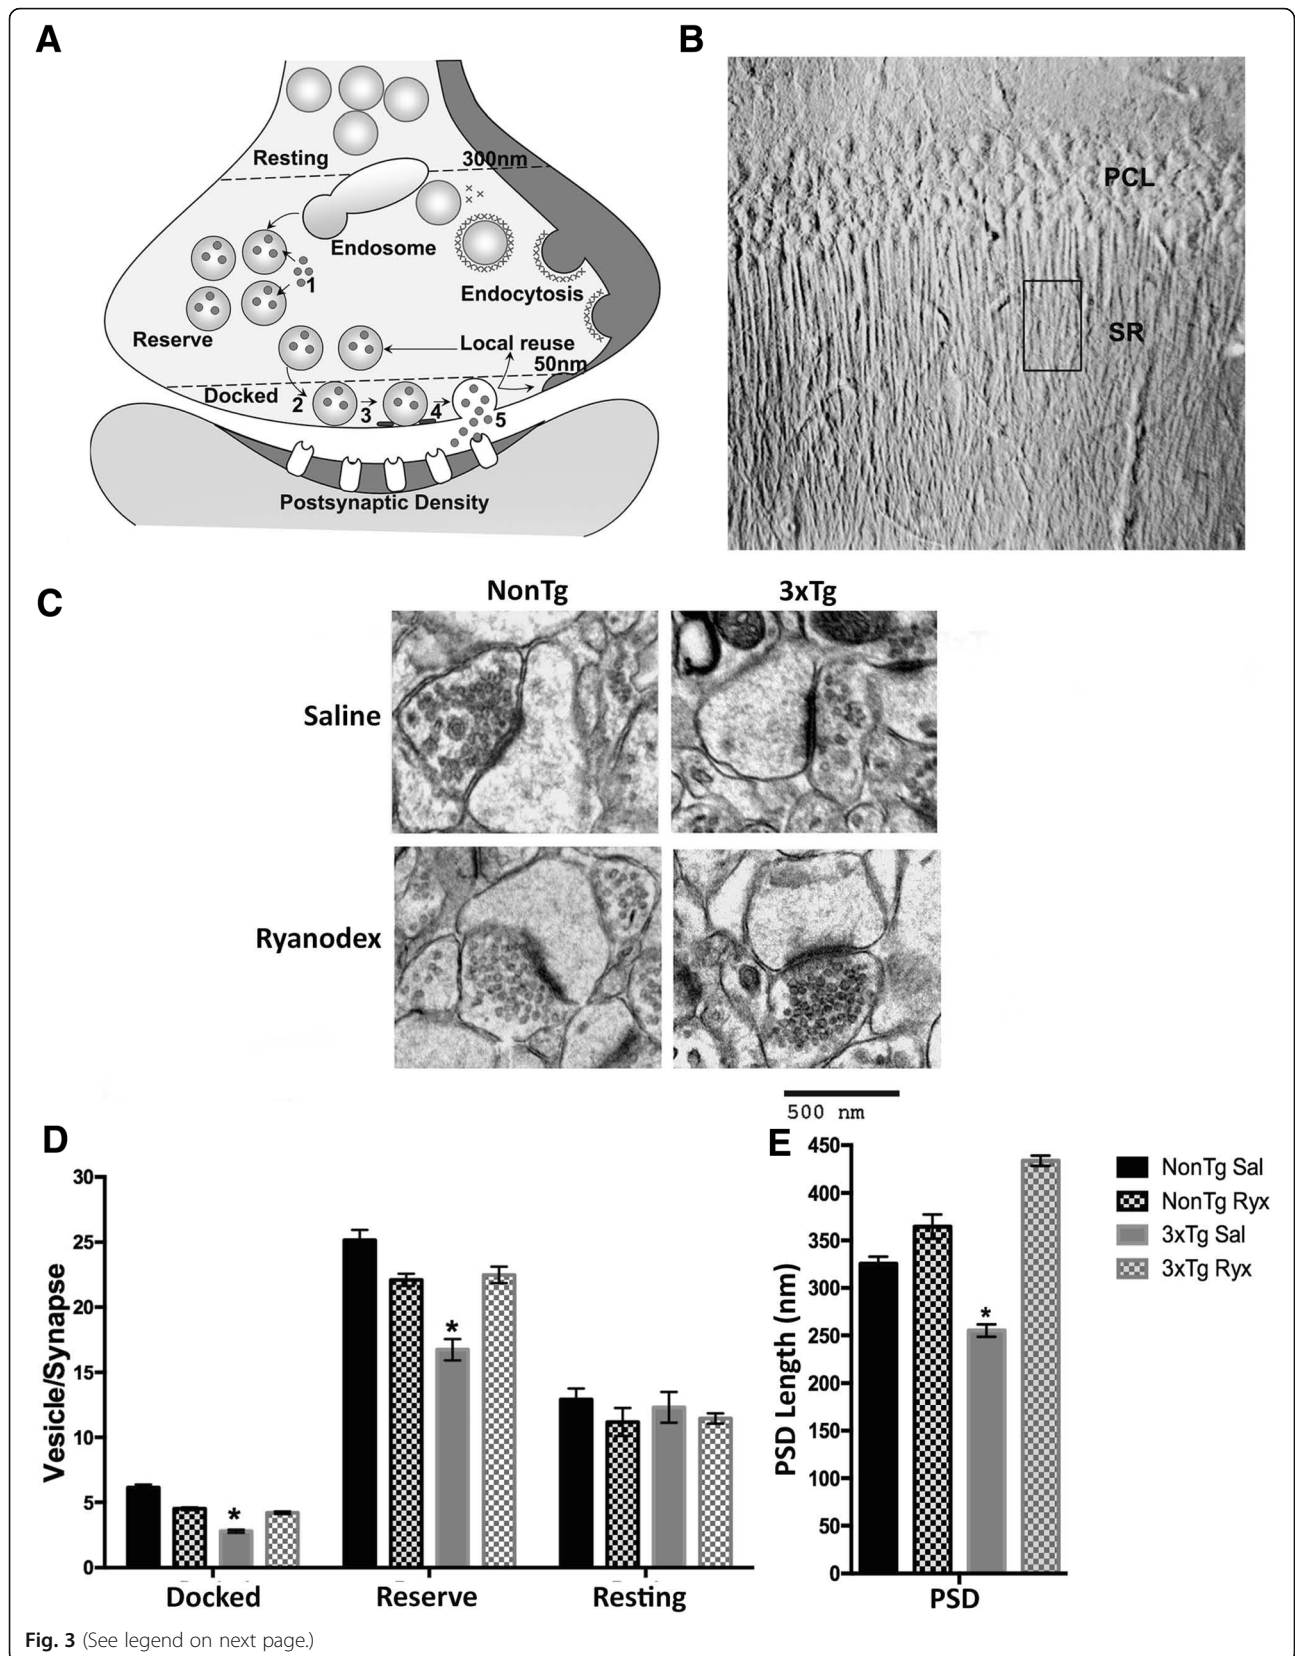 A
B
Resting
300nm
Endosome
1
Endocytosis
Reserve
Local reuse
50nm
Docked
2
3
4
5
Postsynaptic Density
PCL
SR
C
NonTg
3xTg
Saline
Ryanodex
500 nm
D
Vesicle/Synapse
30
25
20
15
10
5
0
*
*
Docked
Reserve
Resting
E
PSD Length (nm)
450
400
350
300
250
200
150
100
50
0
*
PSD
NonTg Sal
NonTg Ryx
3xTg Sal
3xTg Ryx
Fig. 3 (See legend on next page.)